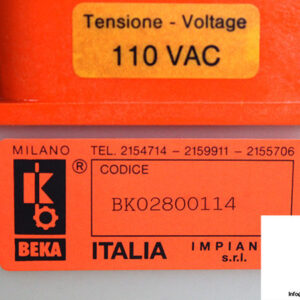 Tensione - Voltage
110 VAC
MILANO TEL. 2154714 - 2159911 - 2155706
®
CODICE
BK02800114
BEKA
ITALIA IMPIAN
s.r.l.